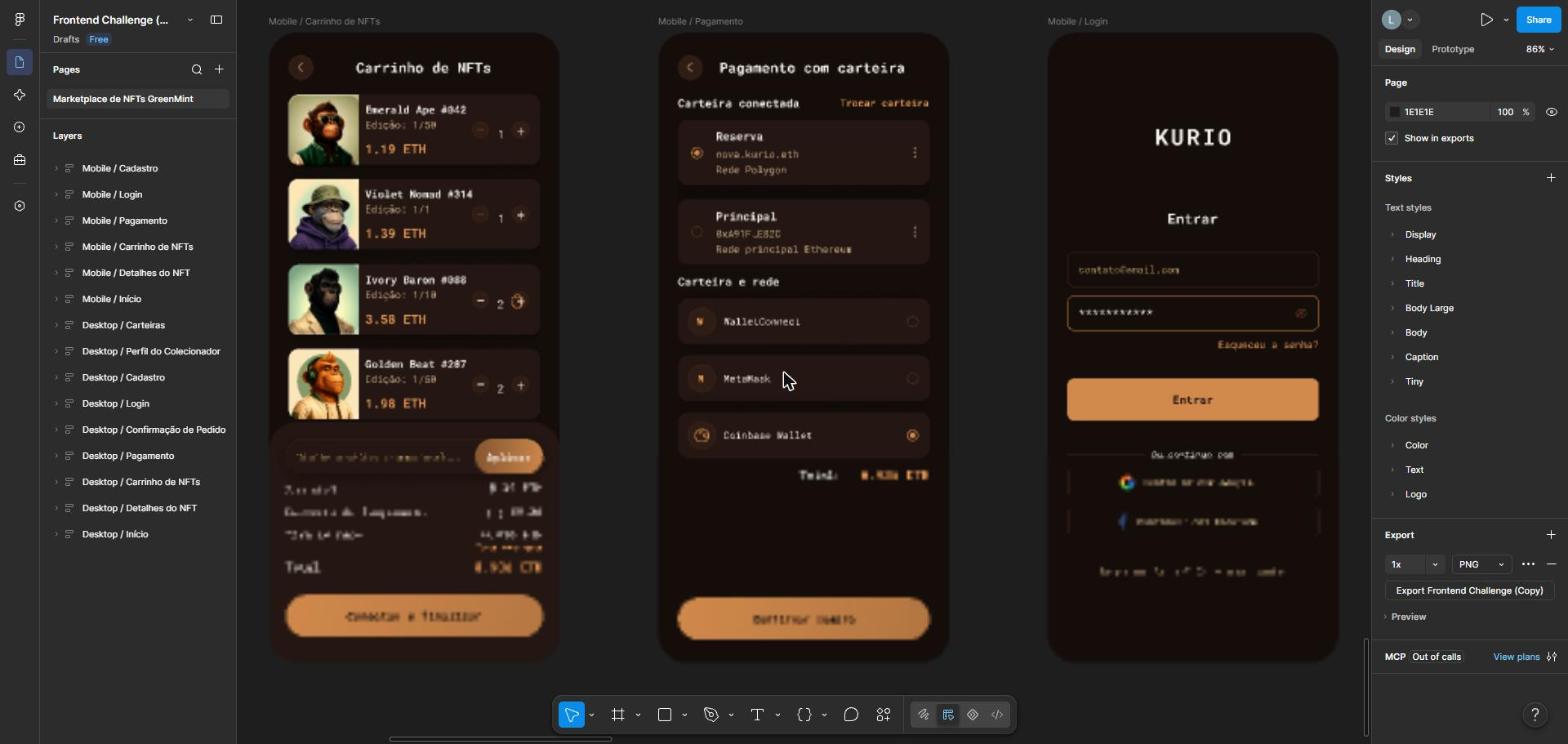 Frontend Challenge (...
Drafts
Free
Pages
Marketplace de NFTs GreenMint
Layers
Mobile / Cadastro
Mobile / Login
Mobile / Pagamento
Mobile / Carrinho de NFTs
Mobile / Detalhes do NFT
Mobile / Início
Desktop / Carteiras
Desktop / Perfil do Colecionador
Desktop / Cadastro
Desktop / Login
Desktop / Confirmação de Pedido
Desktop / Pagamento
Desktop / Carrinho de NFTs
Desktop / Detalhes do NFT
Desktop / Início
Mobile / Carrinho de NFTs
Carrinho de NFTs
Emerald Ape #042
Edição: 1/50
1.19 ETH
1
Violet Nomad #314
Edição: 1/1
1.39 ETH
1
Ivory Baron #088
Edição: 1/10
3.58 ETH
2
Golden Beat #207
Edição: 1/50
1.98 ETH
2
Aplicar
Total
Conectar e finalizar
Mobile / Pagamento
Pagamento com carteira
Carteira conectada
Trocar carteira
Reserva
nova.kurio.eth
Rede Polygon
Principal
Rede principal Ethereum
Carteira e rede
W
WalletConnect
M
MetaMask
Coinbase Wallet
Total:
Mobile / Login
KURIO
Entrar
contato@email.com
***********
Esqueceu a senha?
Entrar
Ou continue com
L
Share
Design
Prototype
86%
Page
1E1E1E
100
%
Show in exports
Styles
Text styles
Display
Heading
Title
Body Large
Body
Caption
Tiny
Color styles
Color
Text
Logo
Export
1x
PNG
Export Frontend Challenge (Copy)
Preview
MCP
Out of calls
View plans
?